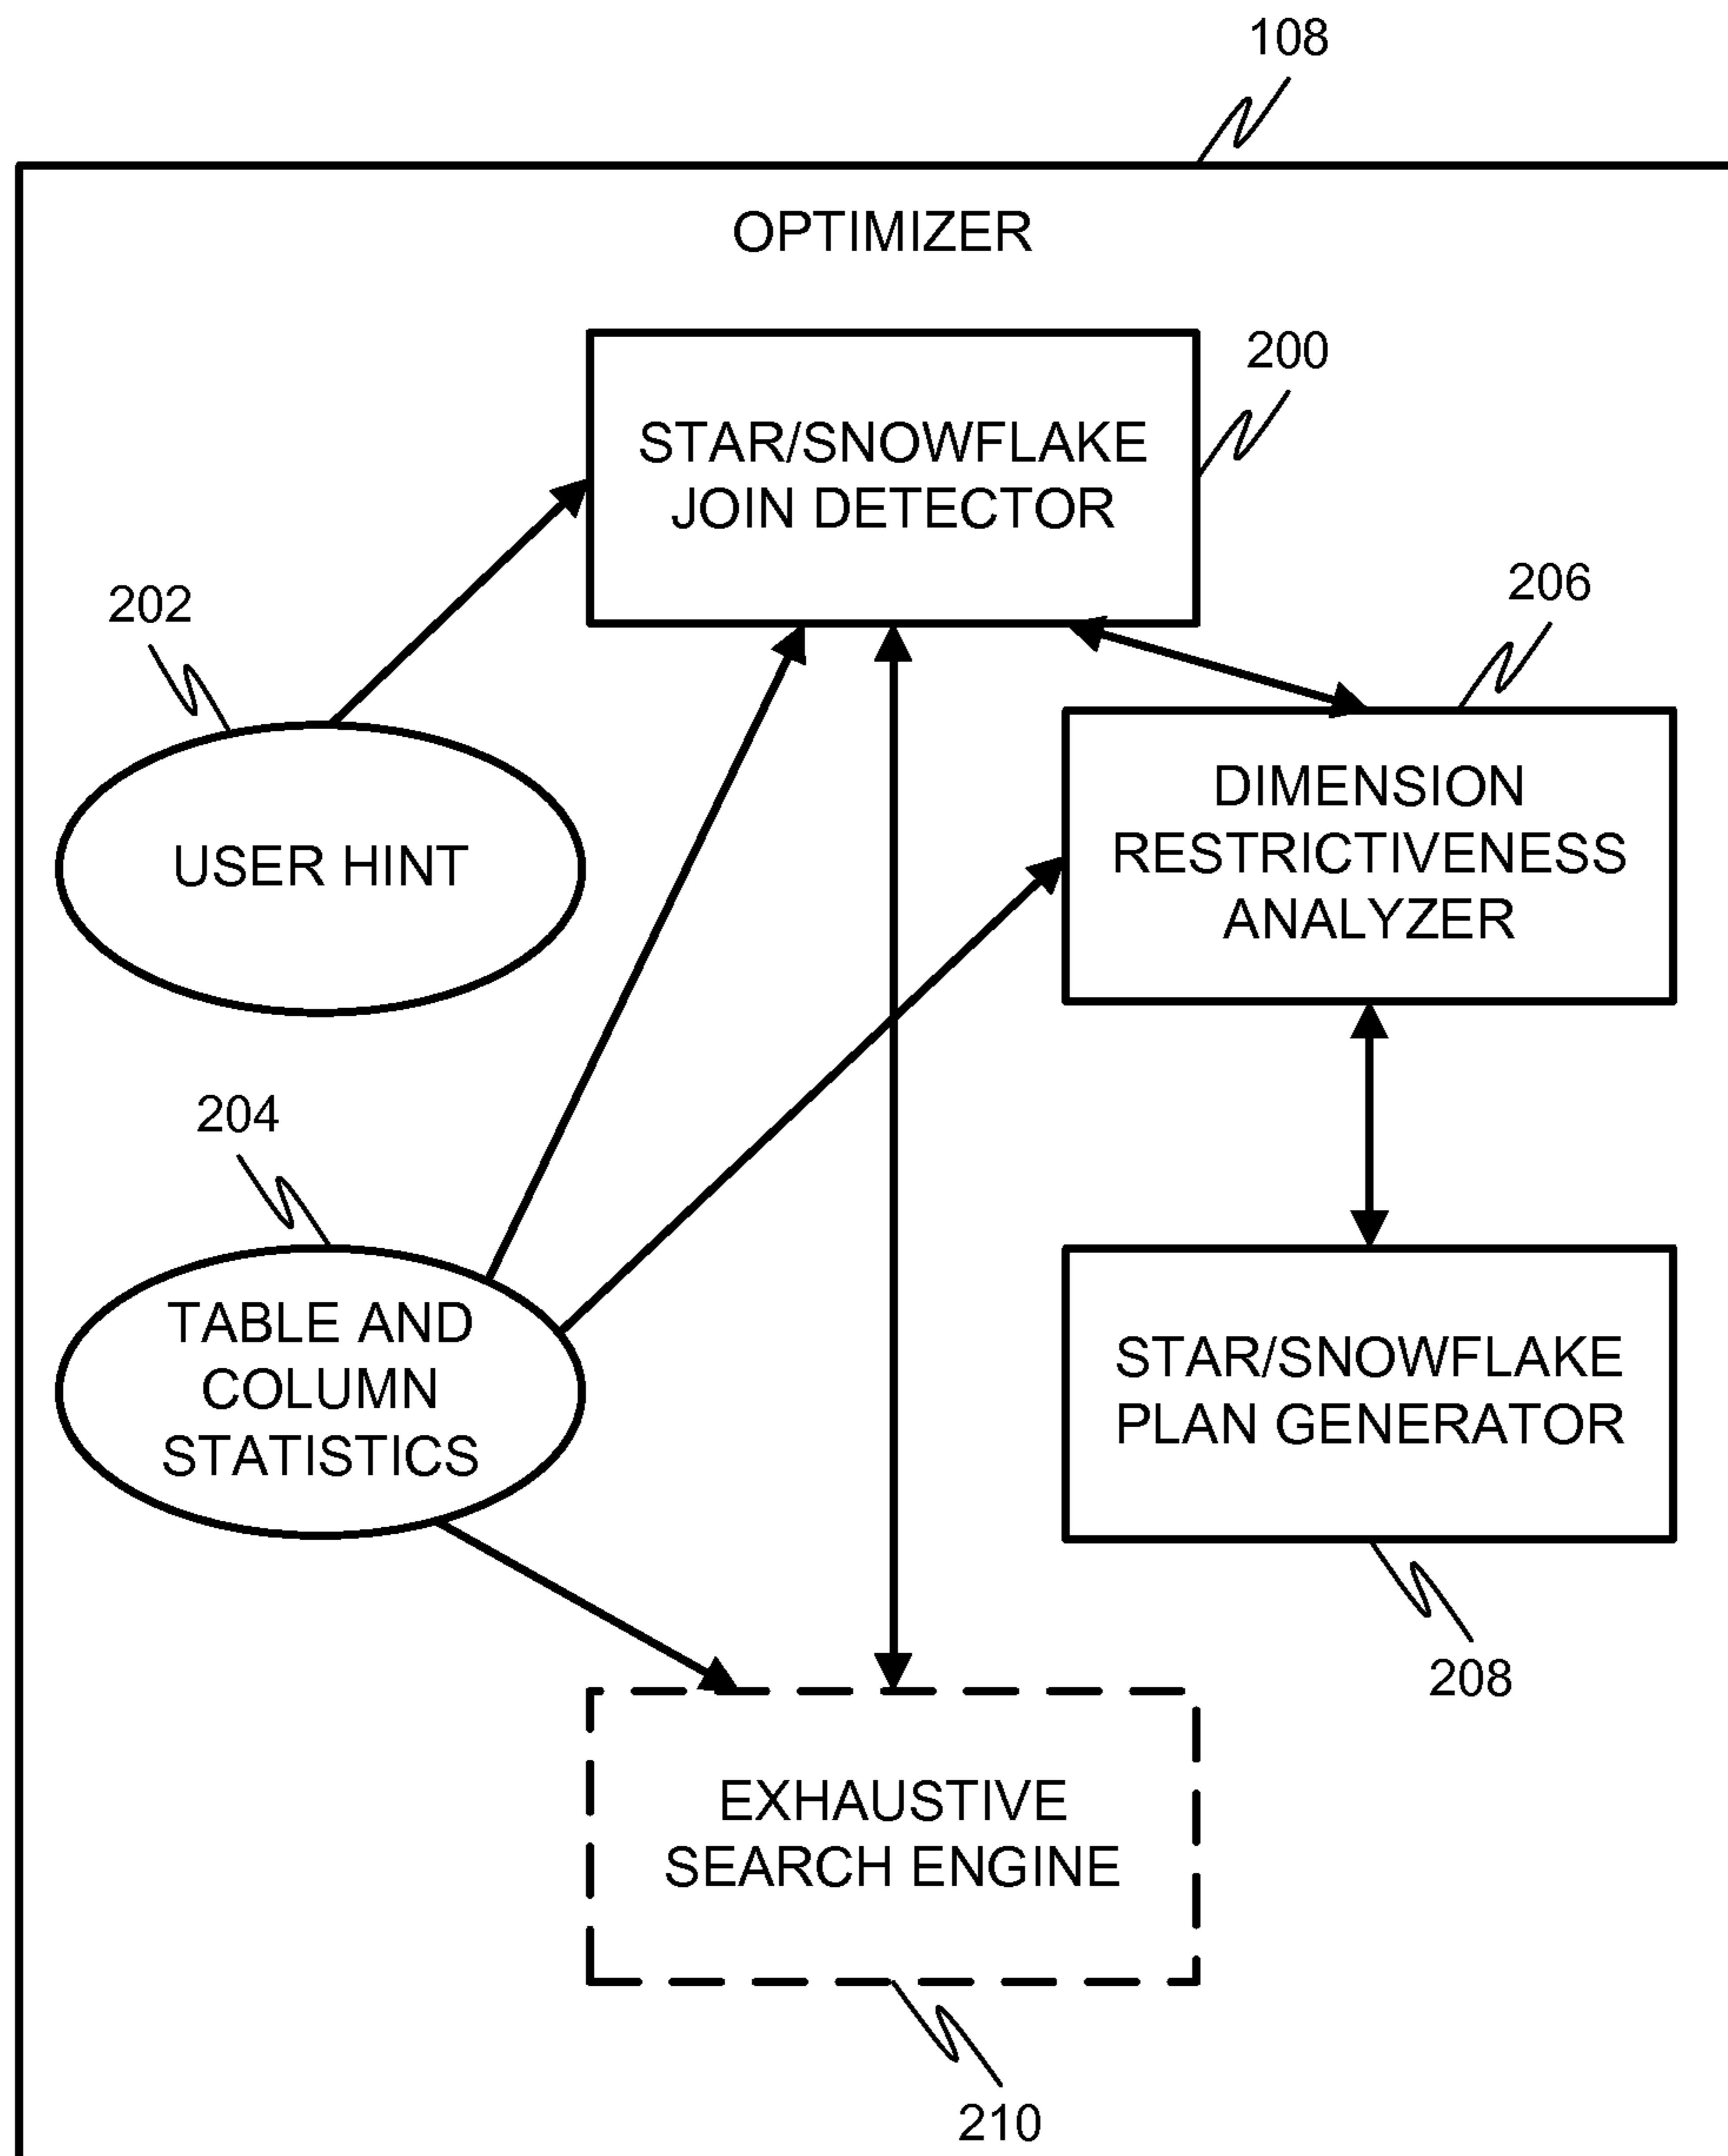 108
OPTIMIZER
200
STAR/SNOWFLAKE
JOIN DETECTOR
206
202
DIMENSION
RESTRICTIVENESS
ANALYZER
USER HINT
204
TABLE AND
COLUMN
STATISTICS
STAR/SNOWFLAKE
PLAN GENERATOR
208
EXHAUSTIVE
SEARCH ENGINE
210